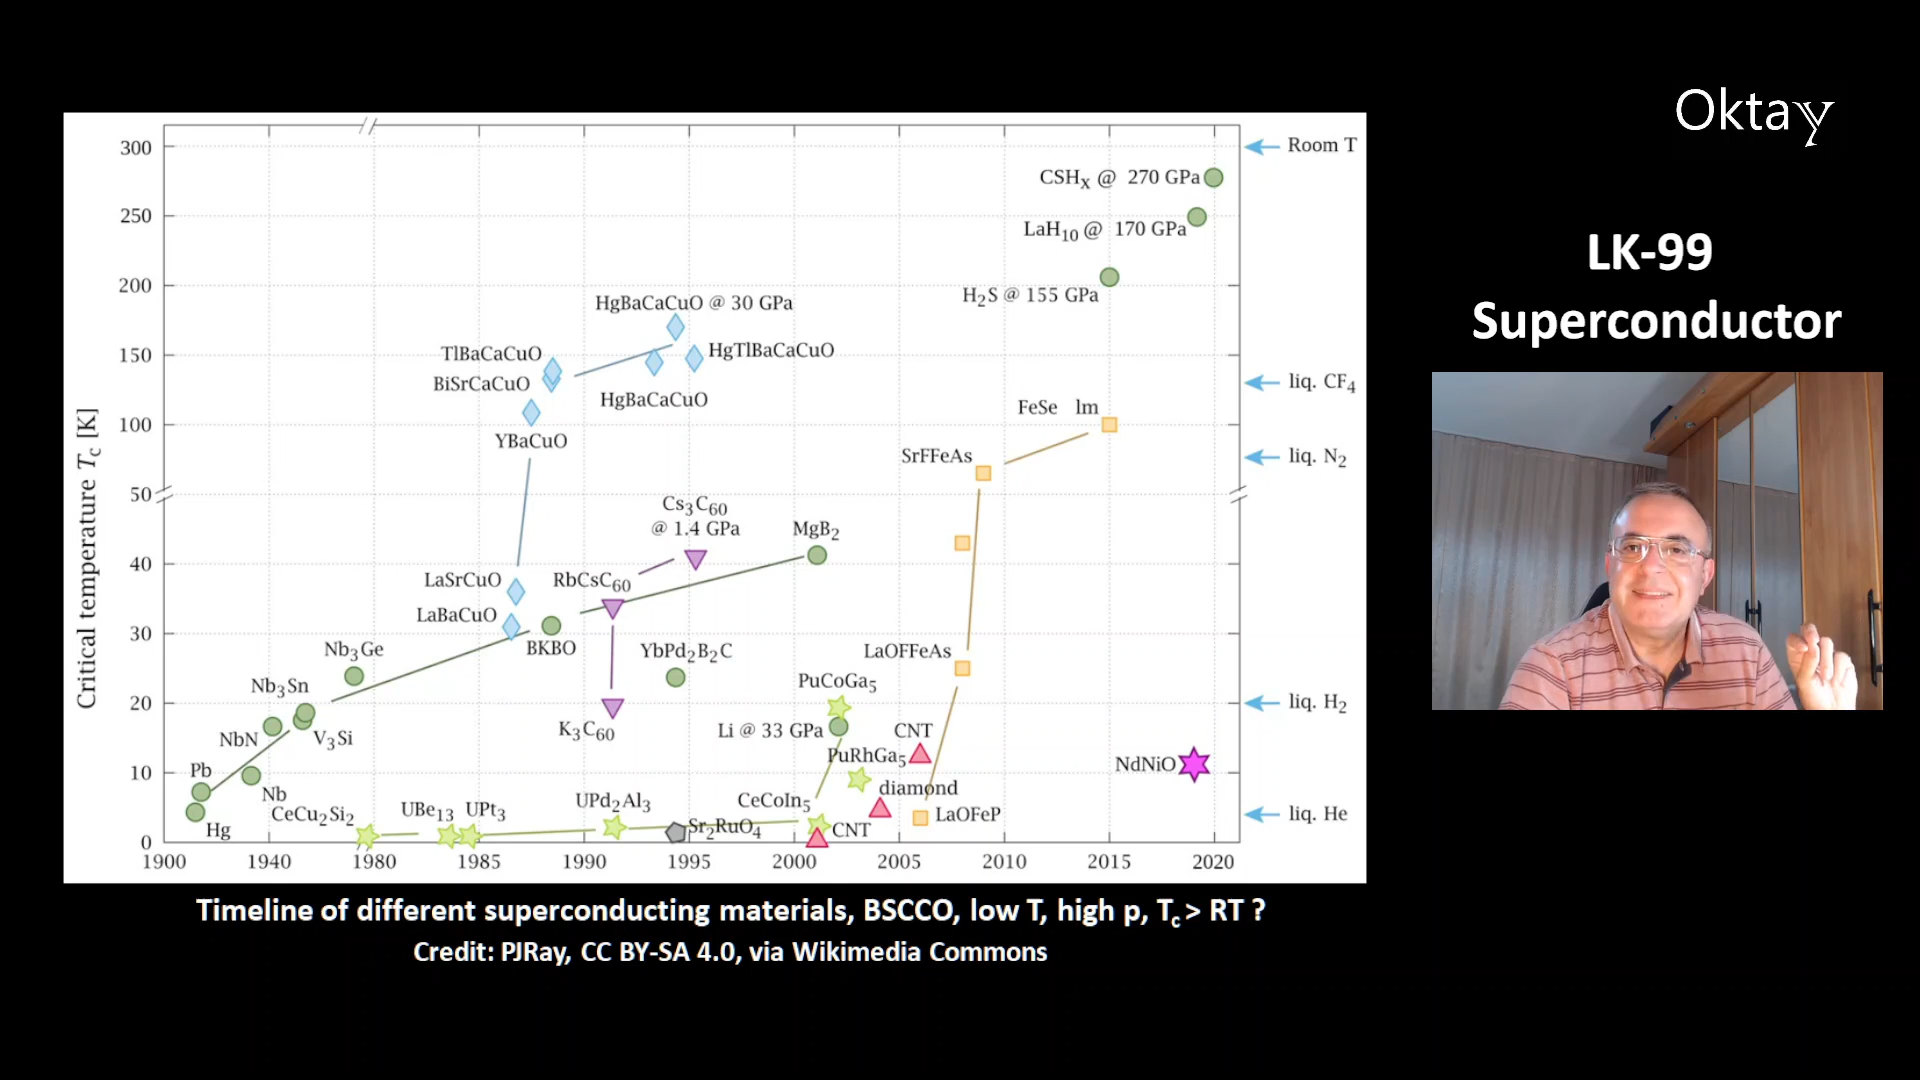 Oktay
LK-99
Superconductor
300
250
200
150
100
50
40
30
20
10
0
Critical temperature Tc [K]
1900 1940 1980 1985 1990 1995 2000 2005 2010 2015 2020
Room T
liq. CF4
liq. N2
liq. H2
liq. He
CSHX @ 270 GPa
LaH10 @ 170 GPa
H2S @ 155 GPa
HgBaCaCuO @ 30 GPa
TlBaCaCuO
HgTlBaCaCuO
BiSrCaCuO
HgBaCaCuO
YBaCuO
FeSe lm
SrFFeAs
Cs3C60
@ 1.4 GPa
MgB2
LaSrCuO
RbCsC60
LaBaCuO
BKBO
YbPd2B2C
LaOFFeAs
Nb3Ge
Nb3Sn
PuCoGa5
NbN
V3Si
K3C60
Li @ 33 GPa
CNT
PuRhGa5
NdNiO
Pb
Nb
diamond
CeCu2Si2
UBe13
UPt3
UPd2Al3
CeCoIn5
LaOFeP
Hg
Sr2RuO4
CNT
Timeline of different superconducting materials, BSCCO, low T, high p, Tc > RT ?
Credit: PJRay, CC BY-SA 4.0, via Wikimedia Commons